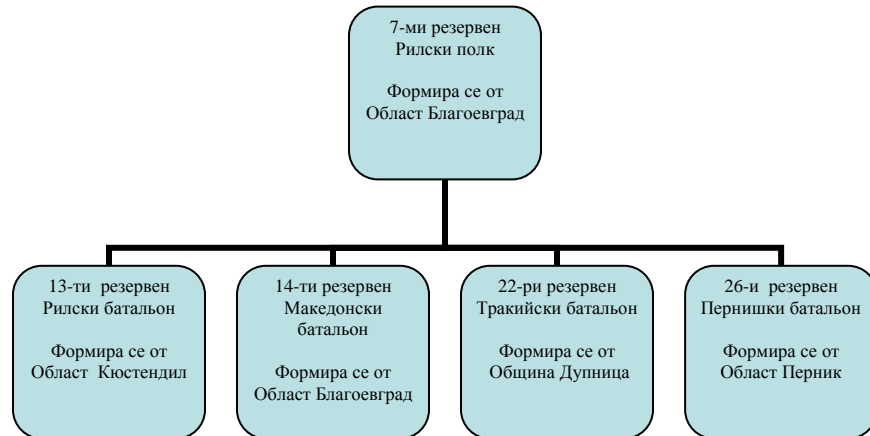 7-ми резервен
Рилски полк
Формира се от
Област Благоевград
13-ти резервен
Рилски батальон
Формира се от
Област Кюстендил
14-ти резервен
Македонски
батальон
Формира се от
Област Благоевград
22-ри резервен
Тракийски батальон
Формира се от
Община Дупница
26-и резервен
Пернишки батальон
Формира се от
Област Перник